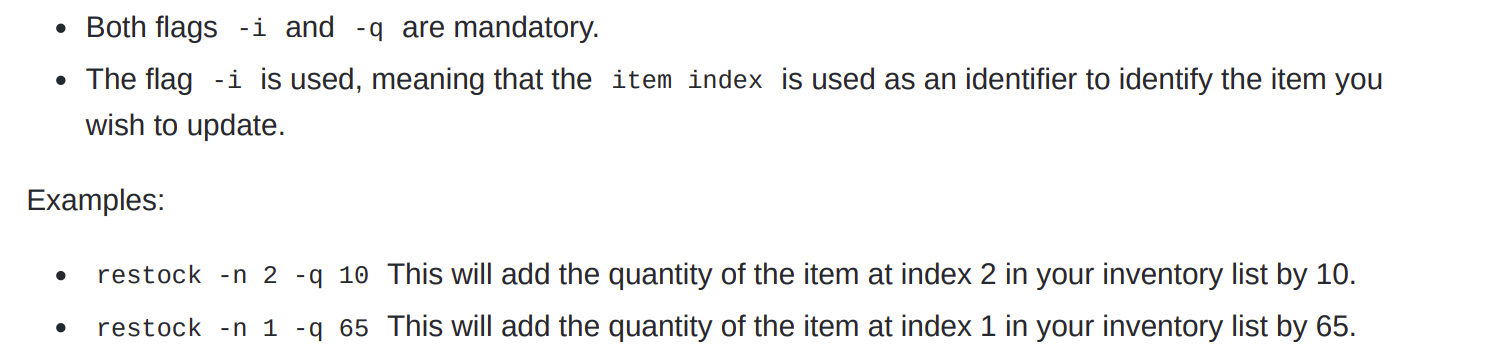 Both flags -i and -q are mandatory.
The flag -i is used, meaning that the item index is used as an identifier to identify the item you
wish to update.
Examples:
restock -n 2 -q 10 This will add the quantity of the item at index 2 in your inventory list by 10.
restock -n 1 -q 65 This will add the quantity of the item at index 1 in your inventory list by 65.